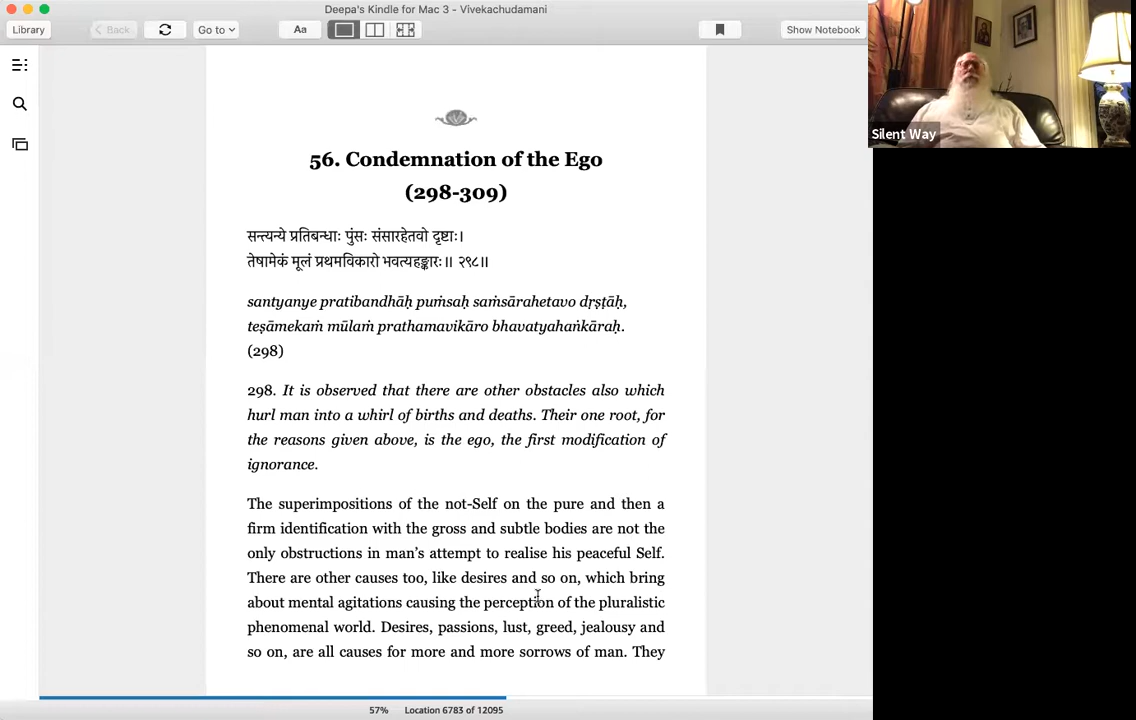 Deepa's Kindle for Mac 3 - Vivekachudamani
Library
Back
Go to
Aa
Show Notebook
Silent Way
56. Condemnation of the Ego
(298-309)
सन्त्यन्ये प्रतिबन्धाः पुंसः संसारहेतवो दृष्टाः।
तेषामेकं मूलं प्रथमविकारो भवत्यहङ्कारः॥ २९८॥
santyanye pratibandhāḥ puṁsaḥ saṁsārahetavo dṛṣṭāḥ,
teṣāmekaṁ mūlaṁ prathamavikāro bhavatyahaṅkāraḥ.
(298)
298. It is observed that there are other obstacles also which
hurl man into a whirl of births and deaths. Their one root, for
the reasons given above, is the ego, the first modification of
ignorance.
The superimpositions of the not-Self on the pure and then a
firm identification with the gross and subtle bodies are not the
only obstructions in man's attempt to realise his peaceful Self.
There are other causes too, like desires and so on, which bring
about mental agitations causing the perception of the pluralistic
phenomenal world. Desires, passions, lust, greed, jealousy and
so on, are all causes for more and more sorrows of man. They
57% Location 6783 of 12095